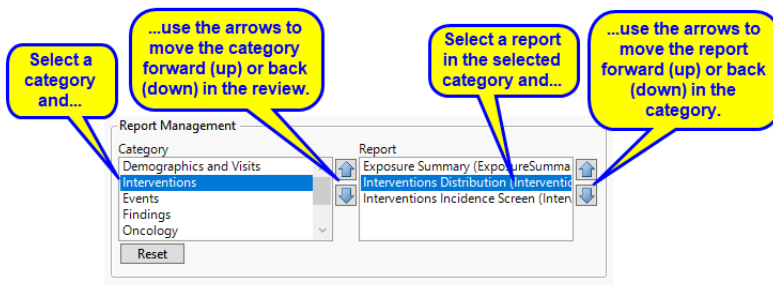 Select a
category
and...
...use the arrows to
move the category
forward (up) or back
(down) in the review.
Select a report
in the selected
category and...
...use the arrows to
move the report
forward (up) or back
(down) in the
category.
Report Management
Category
Demographics and Visits
Interventions
Events
Findings
Oncology
Reset
Report
Exposure Summary (ExposureSumma
Interventions Distribution (Interventio
Interventions Incidence Screen (Inter